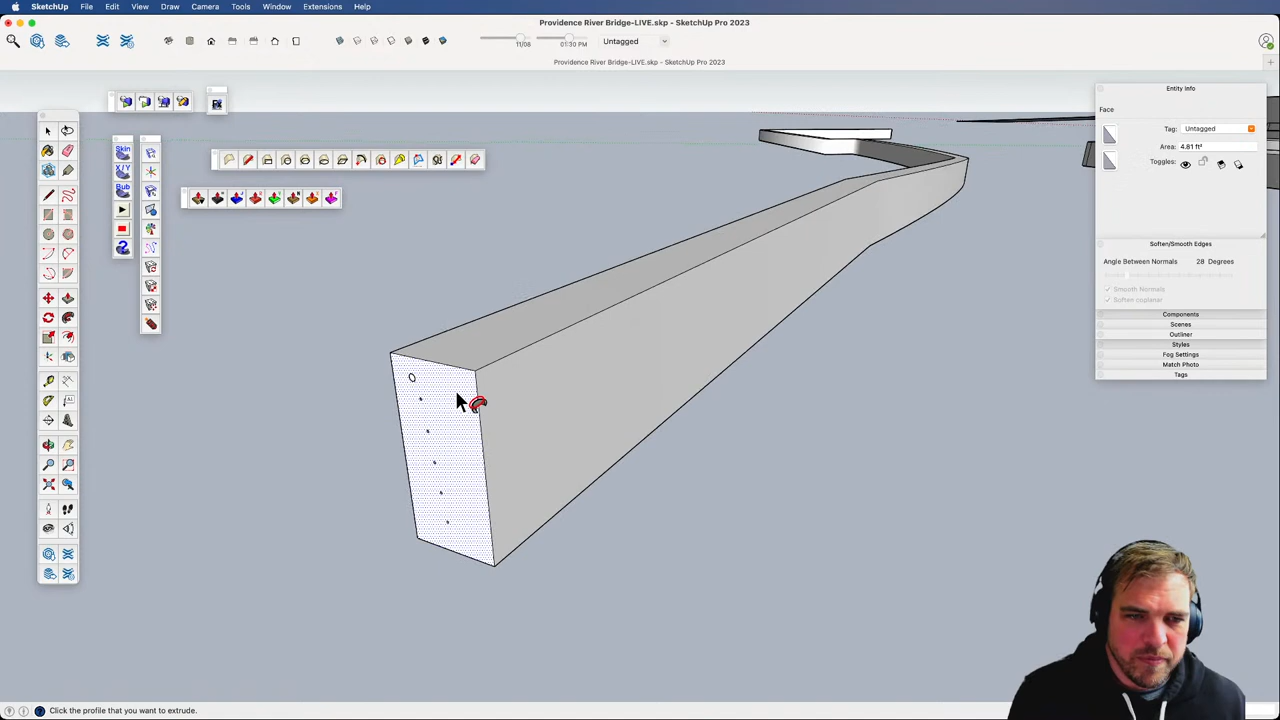 SketchUp File Edit View Draw Camera Tools Window Extensions Help
Providence River Bridge-LIVE.skp - SketchUp Pro 2023
11/08 01:30 PM Untagged
Providence River Bridge-LIVE.skp - SketchUp Pro 2023
Entity Info
Face
Tag: Untagged
Area: 4.81 ft²
Toggles:
Bub
Soften/Smooth Edges
Angle Between Normals 28 Degrees
Smooth Normals
Soften coplanar
Components
Scenes
Outliner
Styles
Fog Settings
Match Photo
Tags
Click the profile that you want to extrude.